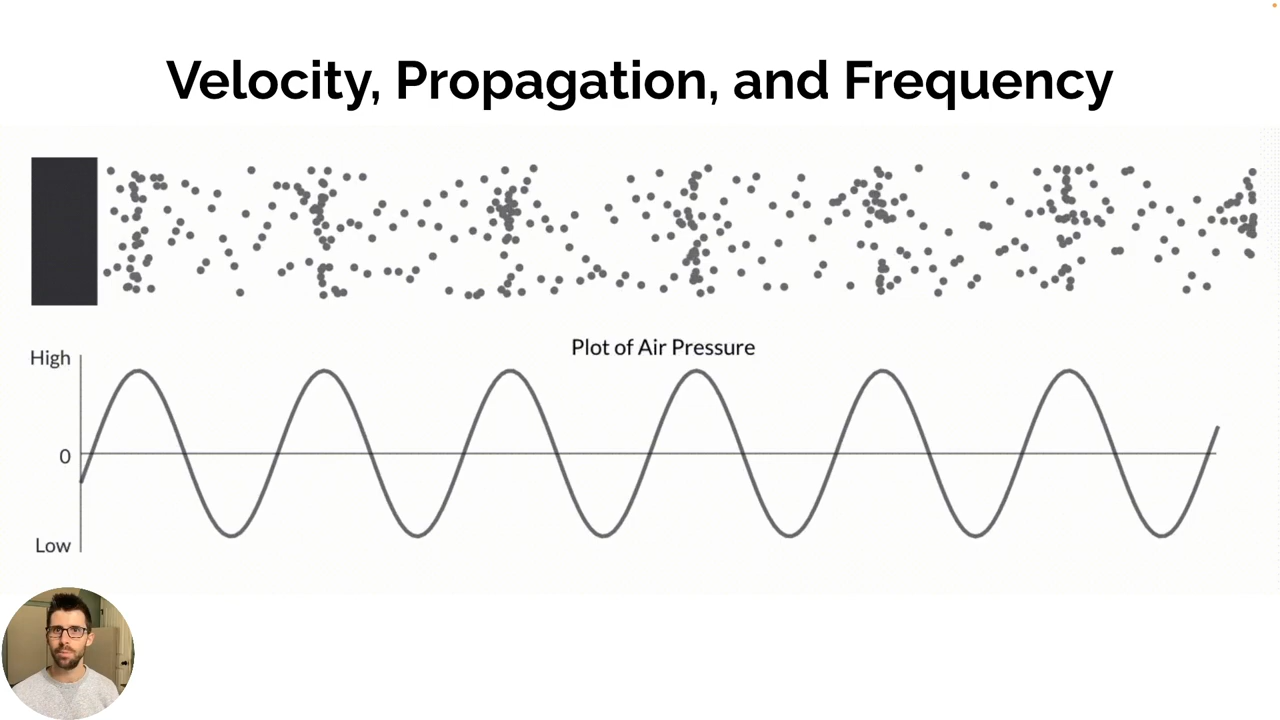 Velocity, Propagation, and Frequency
Plot of Air Pressure
High
0
Low